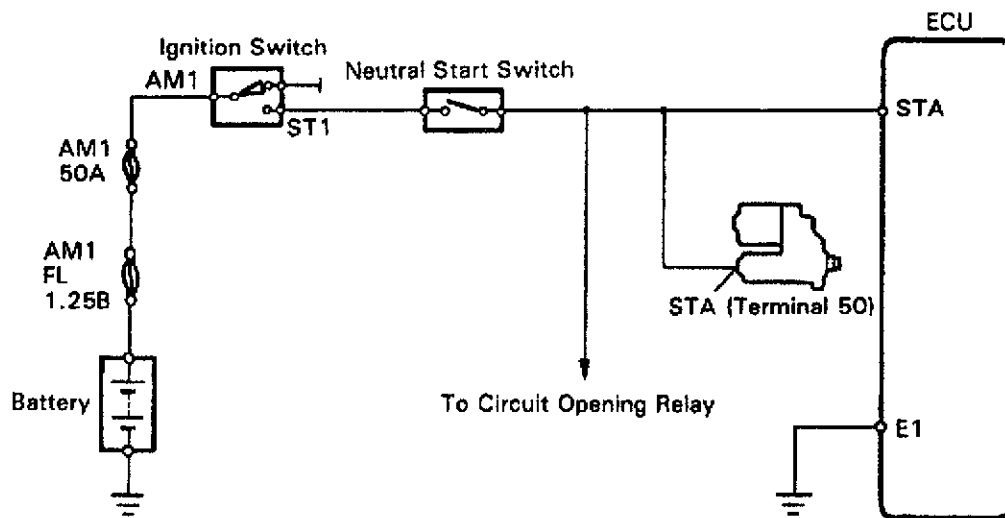 ECU
Ignition Switch
AM1
Neutral Start Switch
ST1
STA
AM1
50A
AM1
FL
1.25B
STA (Terminal 50)
Battery
To Circuit Opening Relay
E1